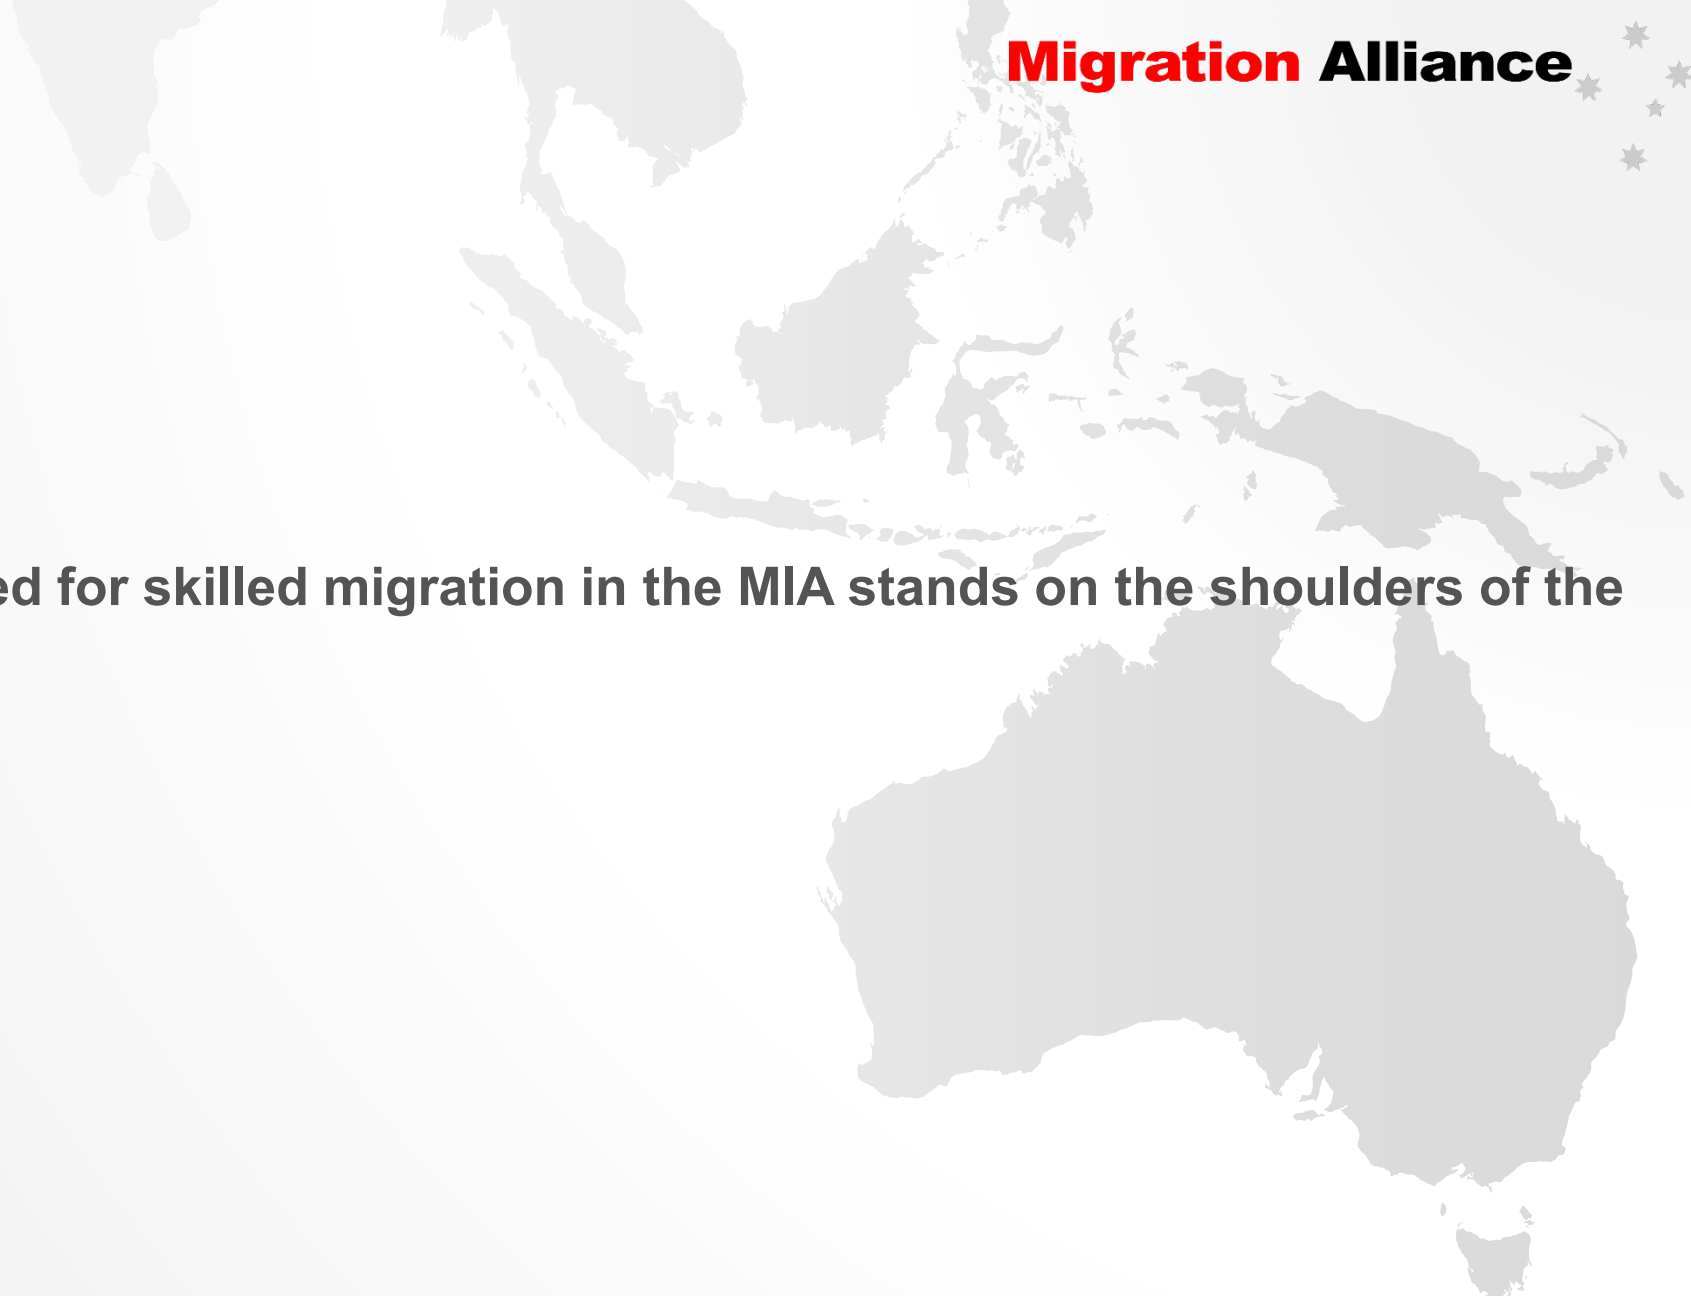 Migration Alliance
ed for skilled migration in the MIA stands on the shoulders of the